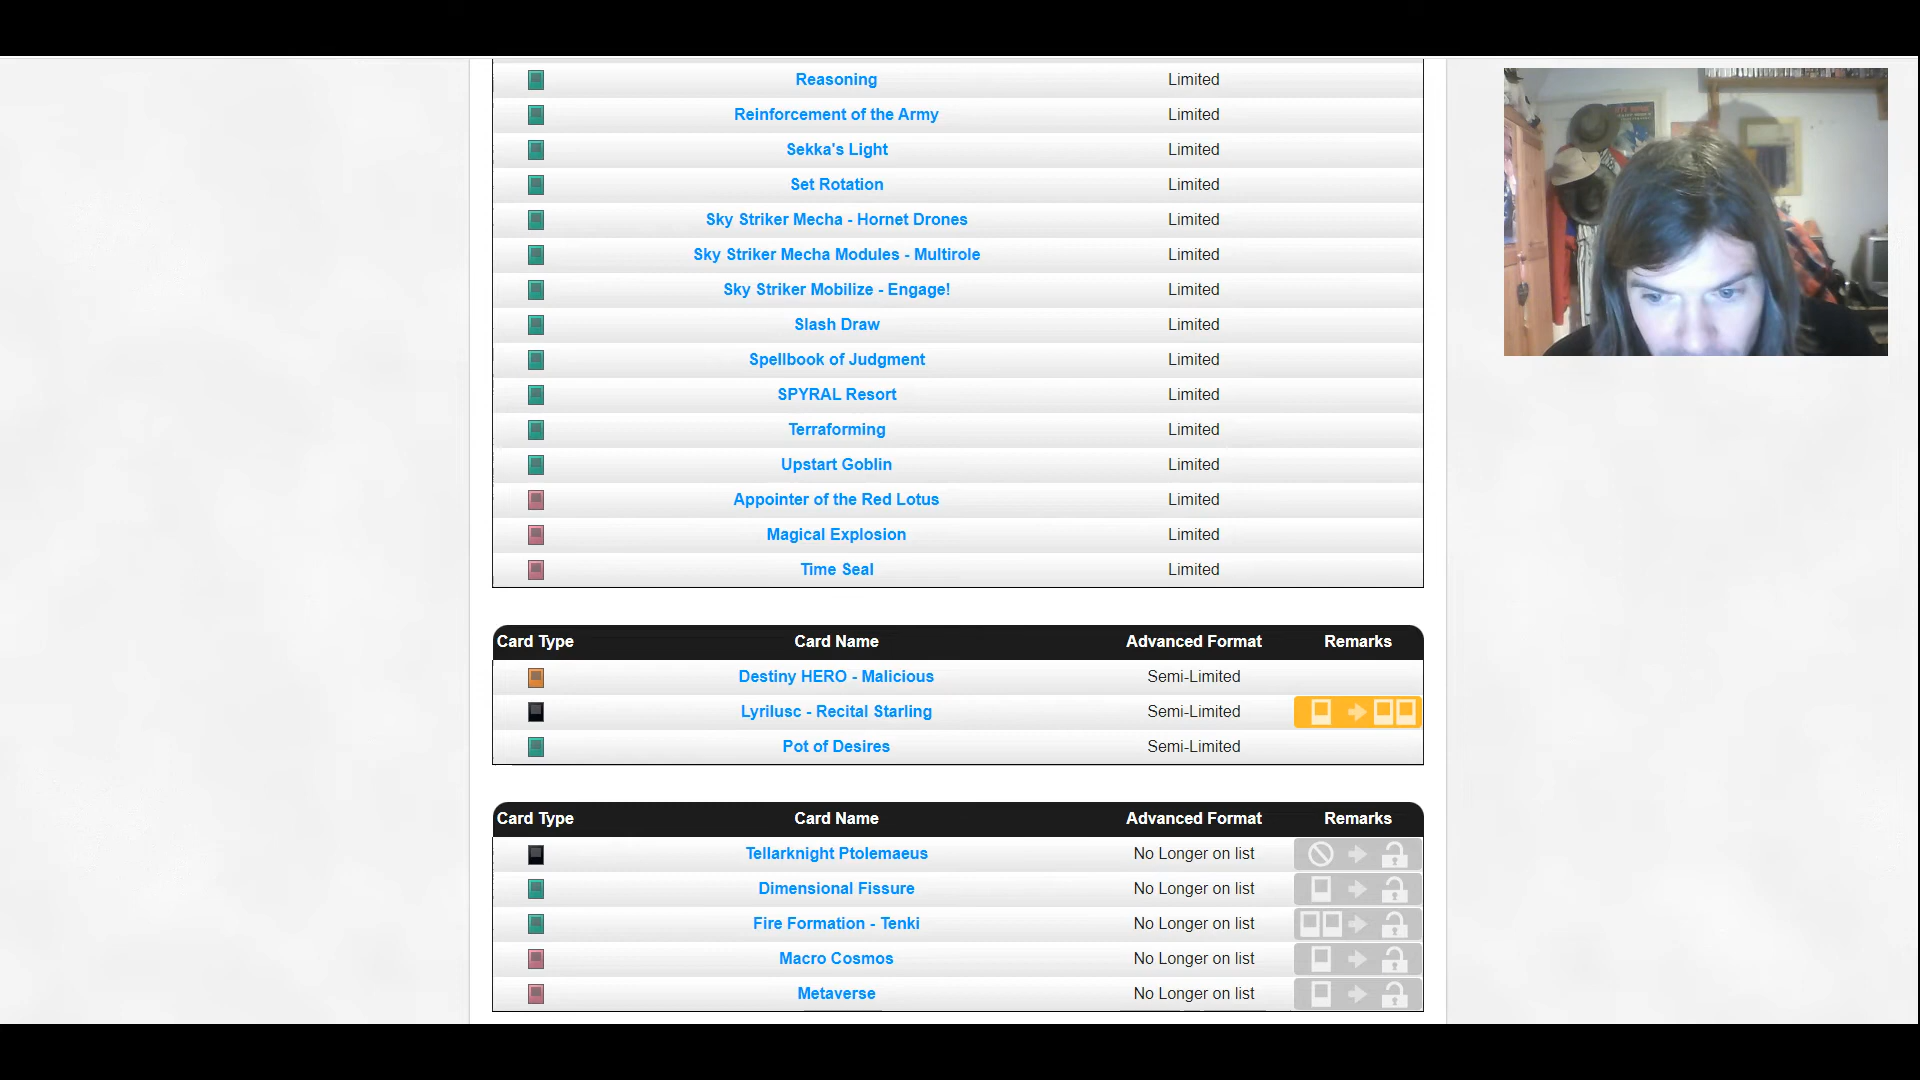 Reasoning Limited
Reinforcement of the Army Limited
Sekka's Light Limited
Set Rotation Limited
Sky Striker Mecha - Hornet Drones Limited
Sky Striker Mecha Modules - Multirole Limited
Sky Striker Mobilize - Engage! Limited
Slash Draw Limited
Spellbook of Judgment Limited
SPYRAL Resort Limited
Terraforming Limited
Upstart Goblin Limited
Appointer of the Red Lotus Limited
Magical Explosion Limited
Time Seal Limited
Card Type Card Name Advanced Format Remarks
Destiny HERO - Malicious Semi-Limited
Lyrilusc - Recital Starling Semi-Limited
Pot of Desires Semi-Limited
Card Type Card Name Advanced Format Remarks
Tellarknight Ptolemaeus No Longer on list
Dimensional Fissure No Longer on list
Fire Formation - Tenki No Longer on list
Macro Cosmos No Longer on list
Metaverse No Longer on list